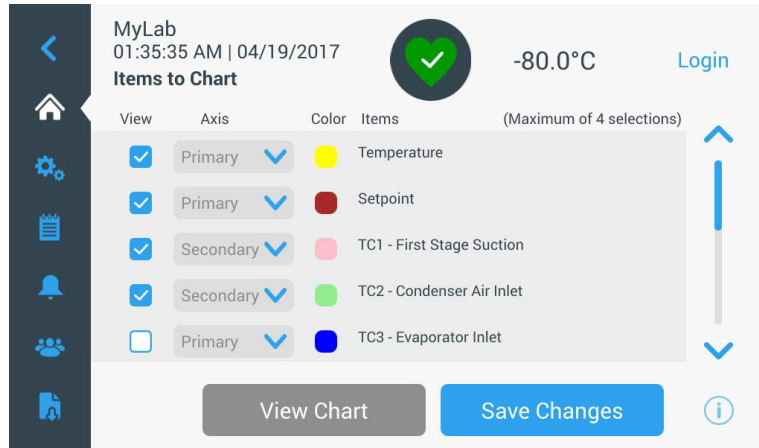 MyLab
01:35:35 AM | 04/19/2017
Items to Chart
-80.0°C
Login
View Axis Color Items (Maximum of 4 selections)
Primary Temperature
Primary Setpoint
Secondary TC1 - First Stage Suction
Secondary TC2 - Condenser Air Inlet
Primary TC3 - Evaporator Inlet
View Chart Save Changes